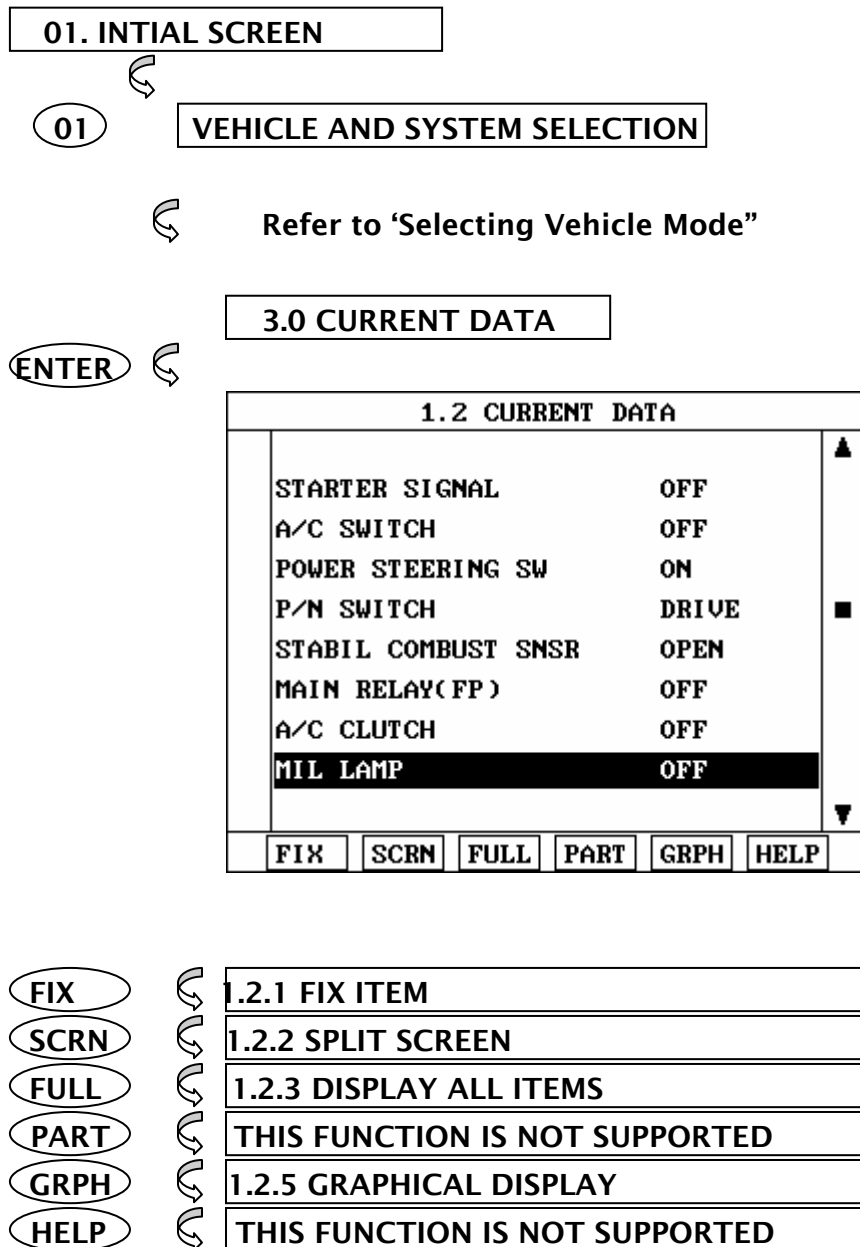 01. INTIAL SCREEN
01 VEHICLE AND SYSTEM SELECTION
Refer to ‘Selecting Vehicle Mode”
3.0 CURRENT DATA
ENTER
1.2 CURRENT DATA
STARTER SIGNAL OFF
A/C SWITCH OFF
POWER STEERING SW ON
P/N SWITCH DRIVE
STABIL COMBUST SNSR OPEN
MAIN RELAY(FP) OFF
A/C CLUTCH OFF
MIL LAMP OFF
FIX SCRN FULL PART GRPH HELP
FIX 1.2.1 FIX ITEM
SCRN 1.2.2 SPLIT SCREEN
FULL 1.2.3 DISPLAY ALL ITEMS
PART THIS FUNCTION IS NOT SUPPORTED
GRPH 1.2.5 GRAPHICAL DISPLAY
HELP THIS FUNCTION IS NOT SUPPORTED